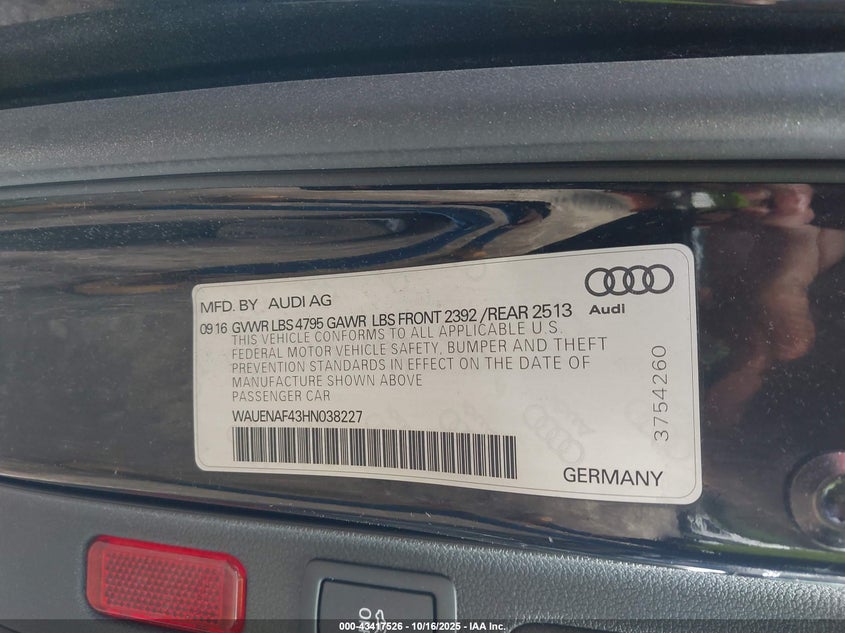 MFD. BY AUDI AG
09 16 GVWR LBS 4795 GAWR LBS FRONT 2392 /REAR 2513
Audi
THIS VEHICLE CONFORMS TO ALL APPLICABLE U S.
FEDERAL MOTOR VEHICLE SAFETY, BUMPER AND THEFT
PREVENTION STANDARDS IN EFFECT ON THE DATE OF
MANUFACTURE SHOWN ABOVE
PASSENGER CAR
WAUENAF43HN038227
3754260
GERMANY
000-43417526 - 10/16/2025 - IAA Inc.